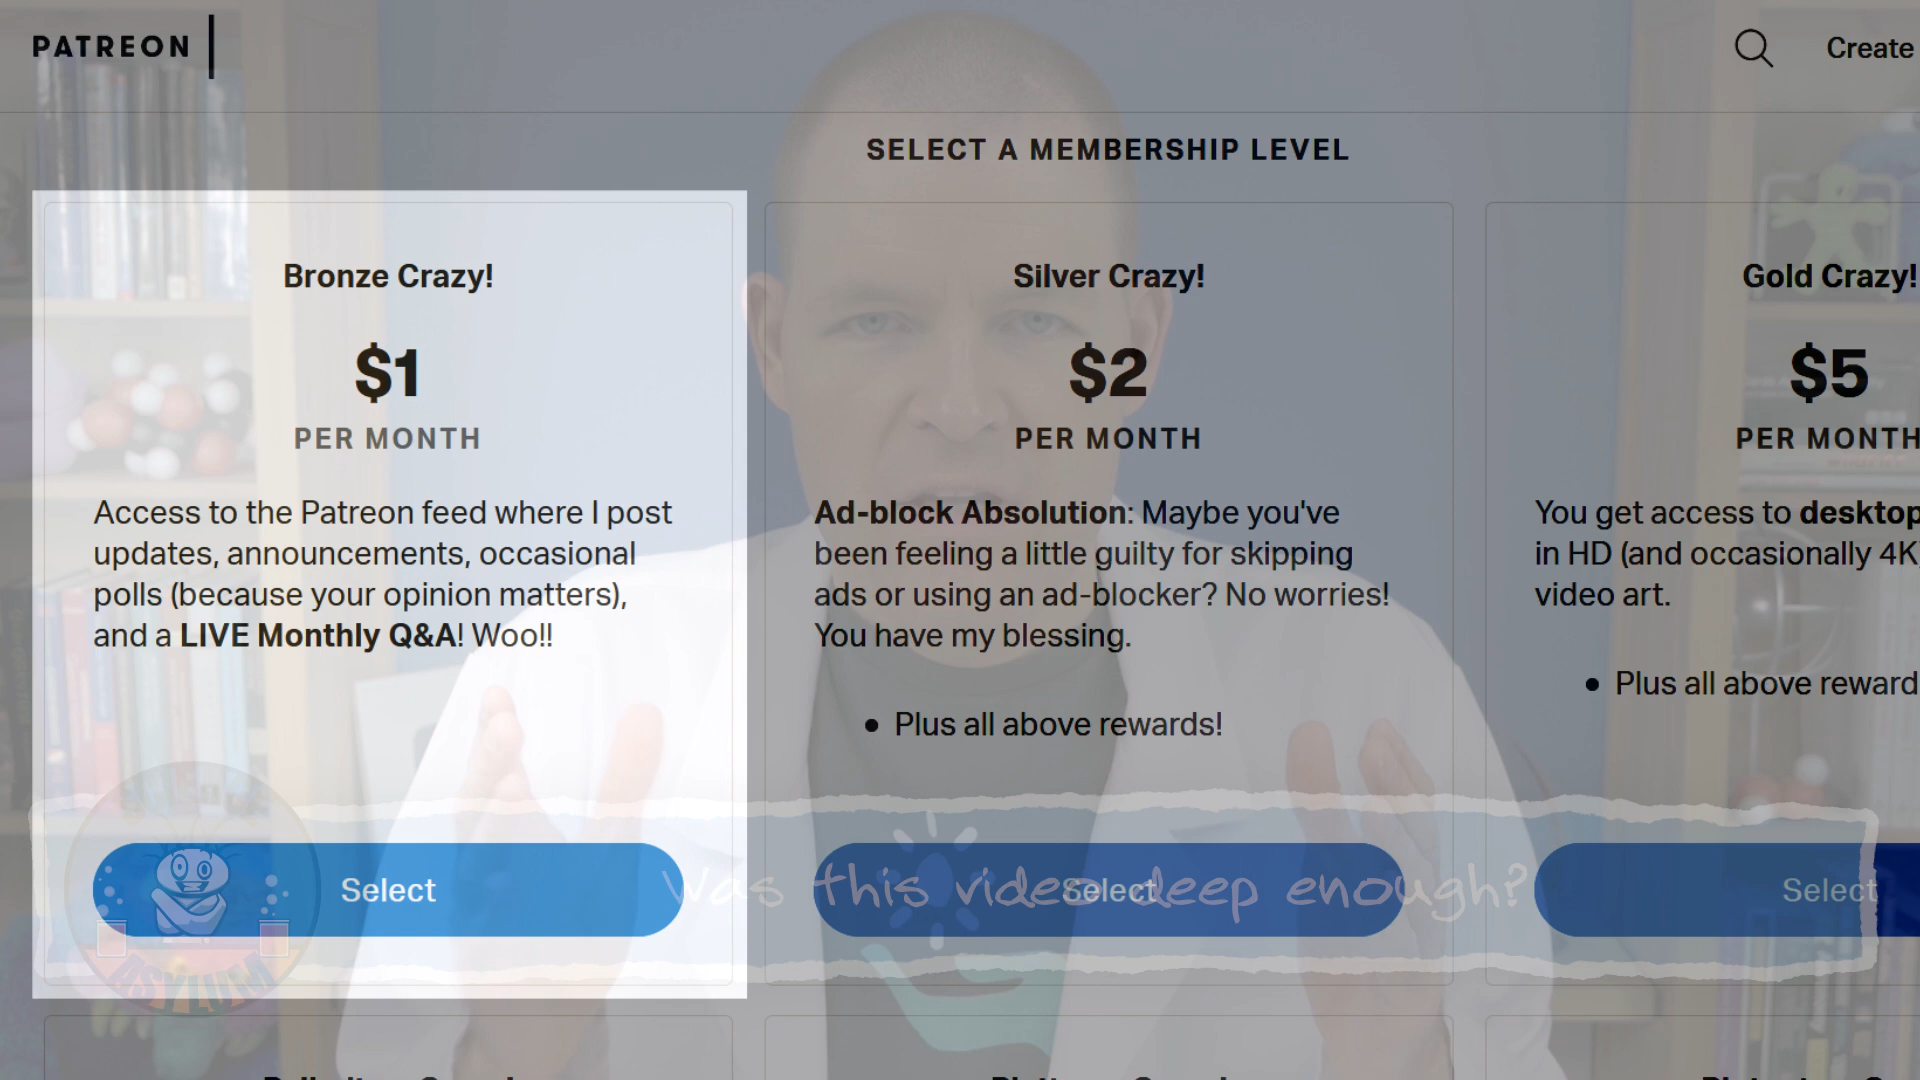 PATREON
Create
SELECT A MEMBERSHIP LEVEL
Bronze Crazy!
$1
PER MONTH
Access to the Patreon feed where I post
updates, announcements, occasional
polls (because your opinion matters),
and a LIVE Monthly Q&A! Woo!!
Select
Silver Crazy!
$2
PER MONTH
Ad-block Absolution: Maybe you've
been feeling a little guilty for skipping
ads or using an ad-blocker? No worries!
You have my blessing.
Plus all above rewards!
Select
Gold Crazy!
$5
PER MONTH
You get access to desktop
in HD (and occasionally 4K
video art.
Plus all above reward
Select
Was this video deep enough?
ASYLUM